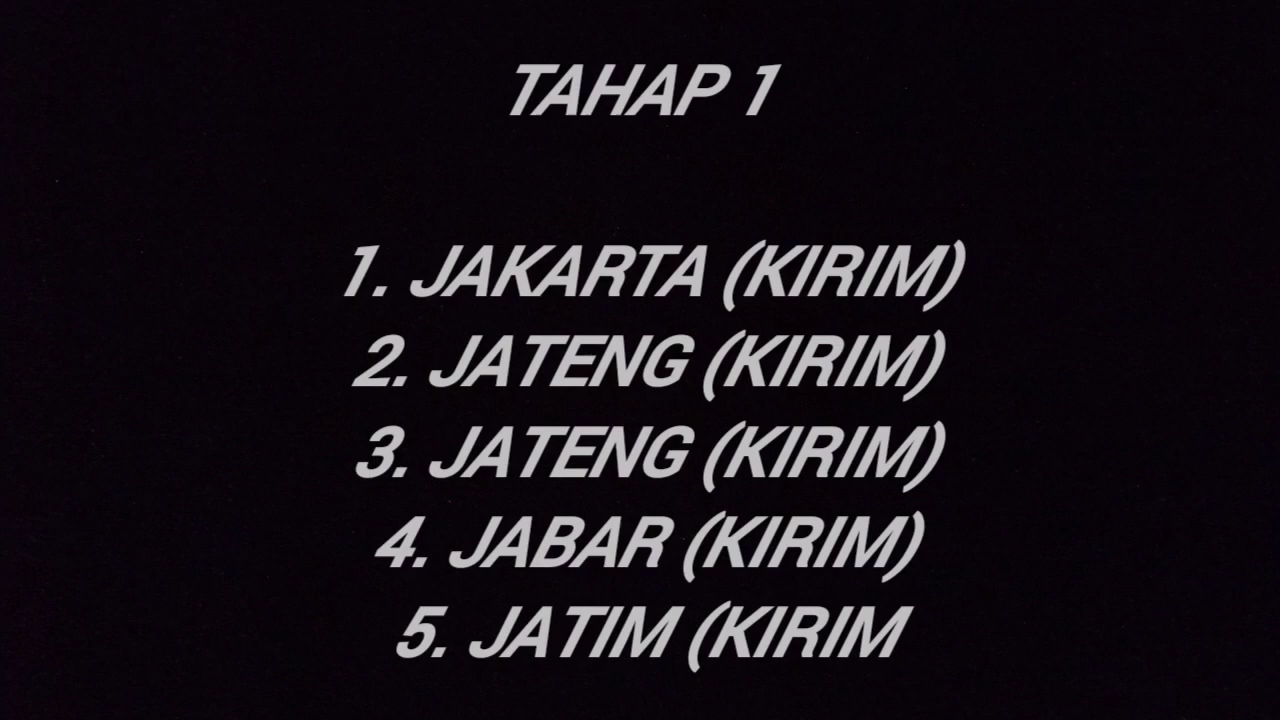 TAHAP 1
1. JAKARTA (KIRIM)
2. JATENG (KIRIM)
3. JATENG (KIRIM)
4. JABAR (KIRIM)
5. JATIM (KIRIM